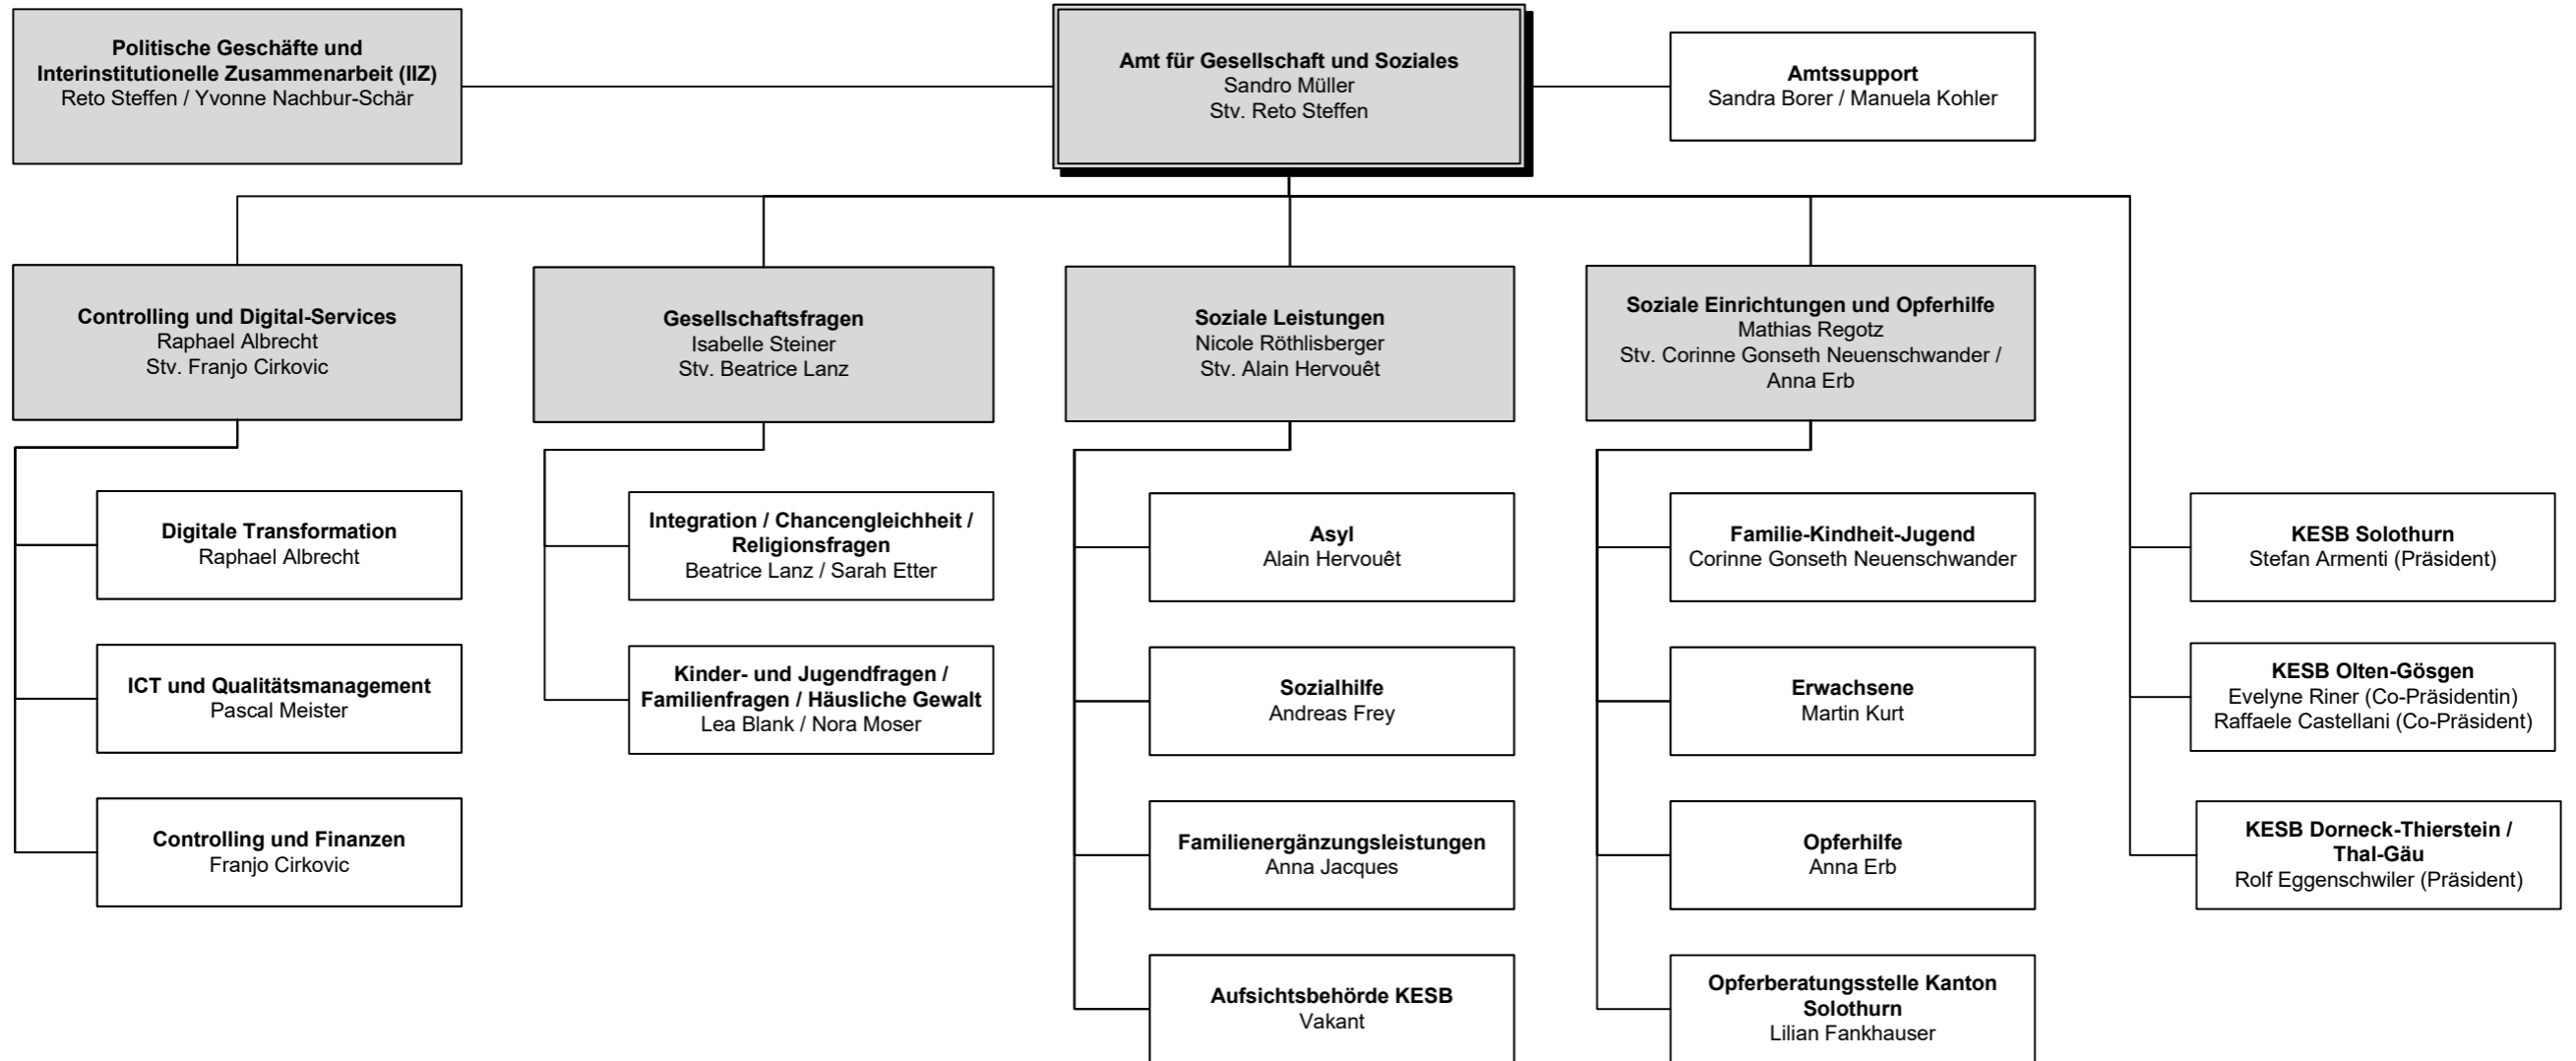 Politische Geschäfte und
Interinstitutionelle Zusammenarbeit (IIZ)
Reto Steffen / Yvonne Nachbur-Schär
Amt für Gesellschaft und Soziales
Sandro Müller
Stv. Reto Steffen
Amtssupport
Sandra Borer / Manuela Kohler
Controlling und Digital-Services
Raphael Albrecht
Stv. Franjo Cirkovic
Gesellschaftsfragen
Isabelle Steiner
Stv. Beatrice Lanz
Soziale Leistungen
Nicole Röthlisberger
Stv. Alain Hervouêt
Soziale Einrichtungen und Opferhilfe
Mathias Regotz
Stv. Corinne Gonseth Neuenschwander /
Anna Erb
Digitale Transformation
Raphael Albrecht
ICT und Qualitätsmanagement
Pascal Meister
Controlling und Finanzen
Franjo Cirkovic
Integration / Chancengleichheit /
Religionsfragen
Beatrice Lanz / Sarah Etter
Kinder- und Jugendfragen /
Familienfragen / Häusliche Gewalt
Lea Blank / Nora Moser
Asyl
Alain Hervouêt
Sozialhilfe
Andreas Frey
Familienergänzungsleistungen
Anna Jacques
Aufsichtsbehörde KESB
Vakant
Familie-Kindheit-Jugend
Corinne Gonseth Neuenschwander
Erwachsene
Martin Kurt
Opferhilfe
Anna Erb
Opferberatungsstelle Kanton
Solothurn
Lilian Fankhauser
KESB Solothurn
Stefan Armenti (Präsident)
KESB Olten-Gösgen
Evelyne Riner (Co-Präsidentin)
Raffaele Castellani (Co-Präsident)
KESB Dorneck-Thierstein /
Thal-Gäu
Rolf Eggenschwiler (Präsident)